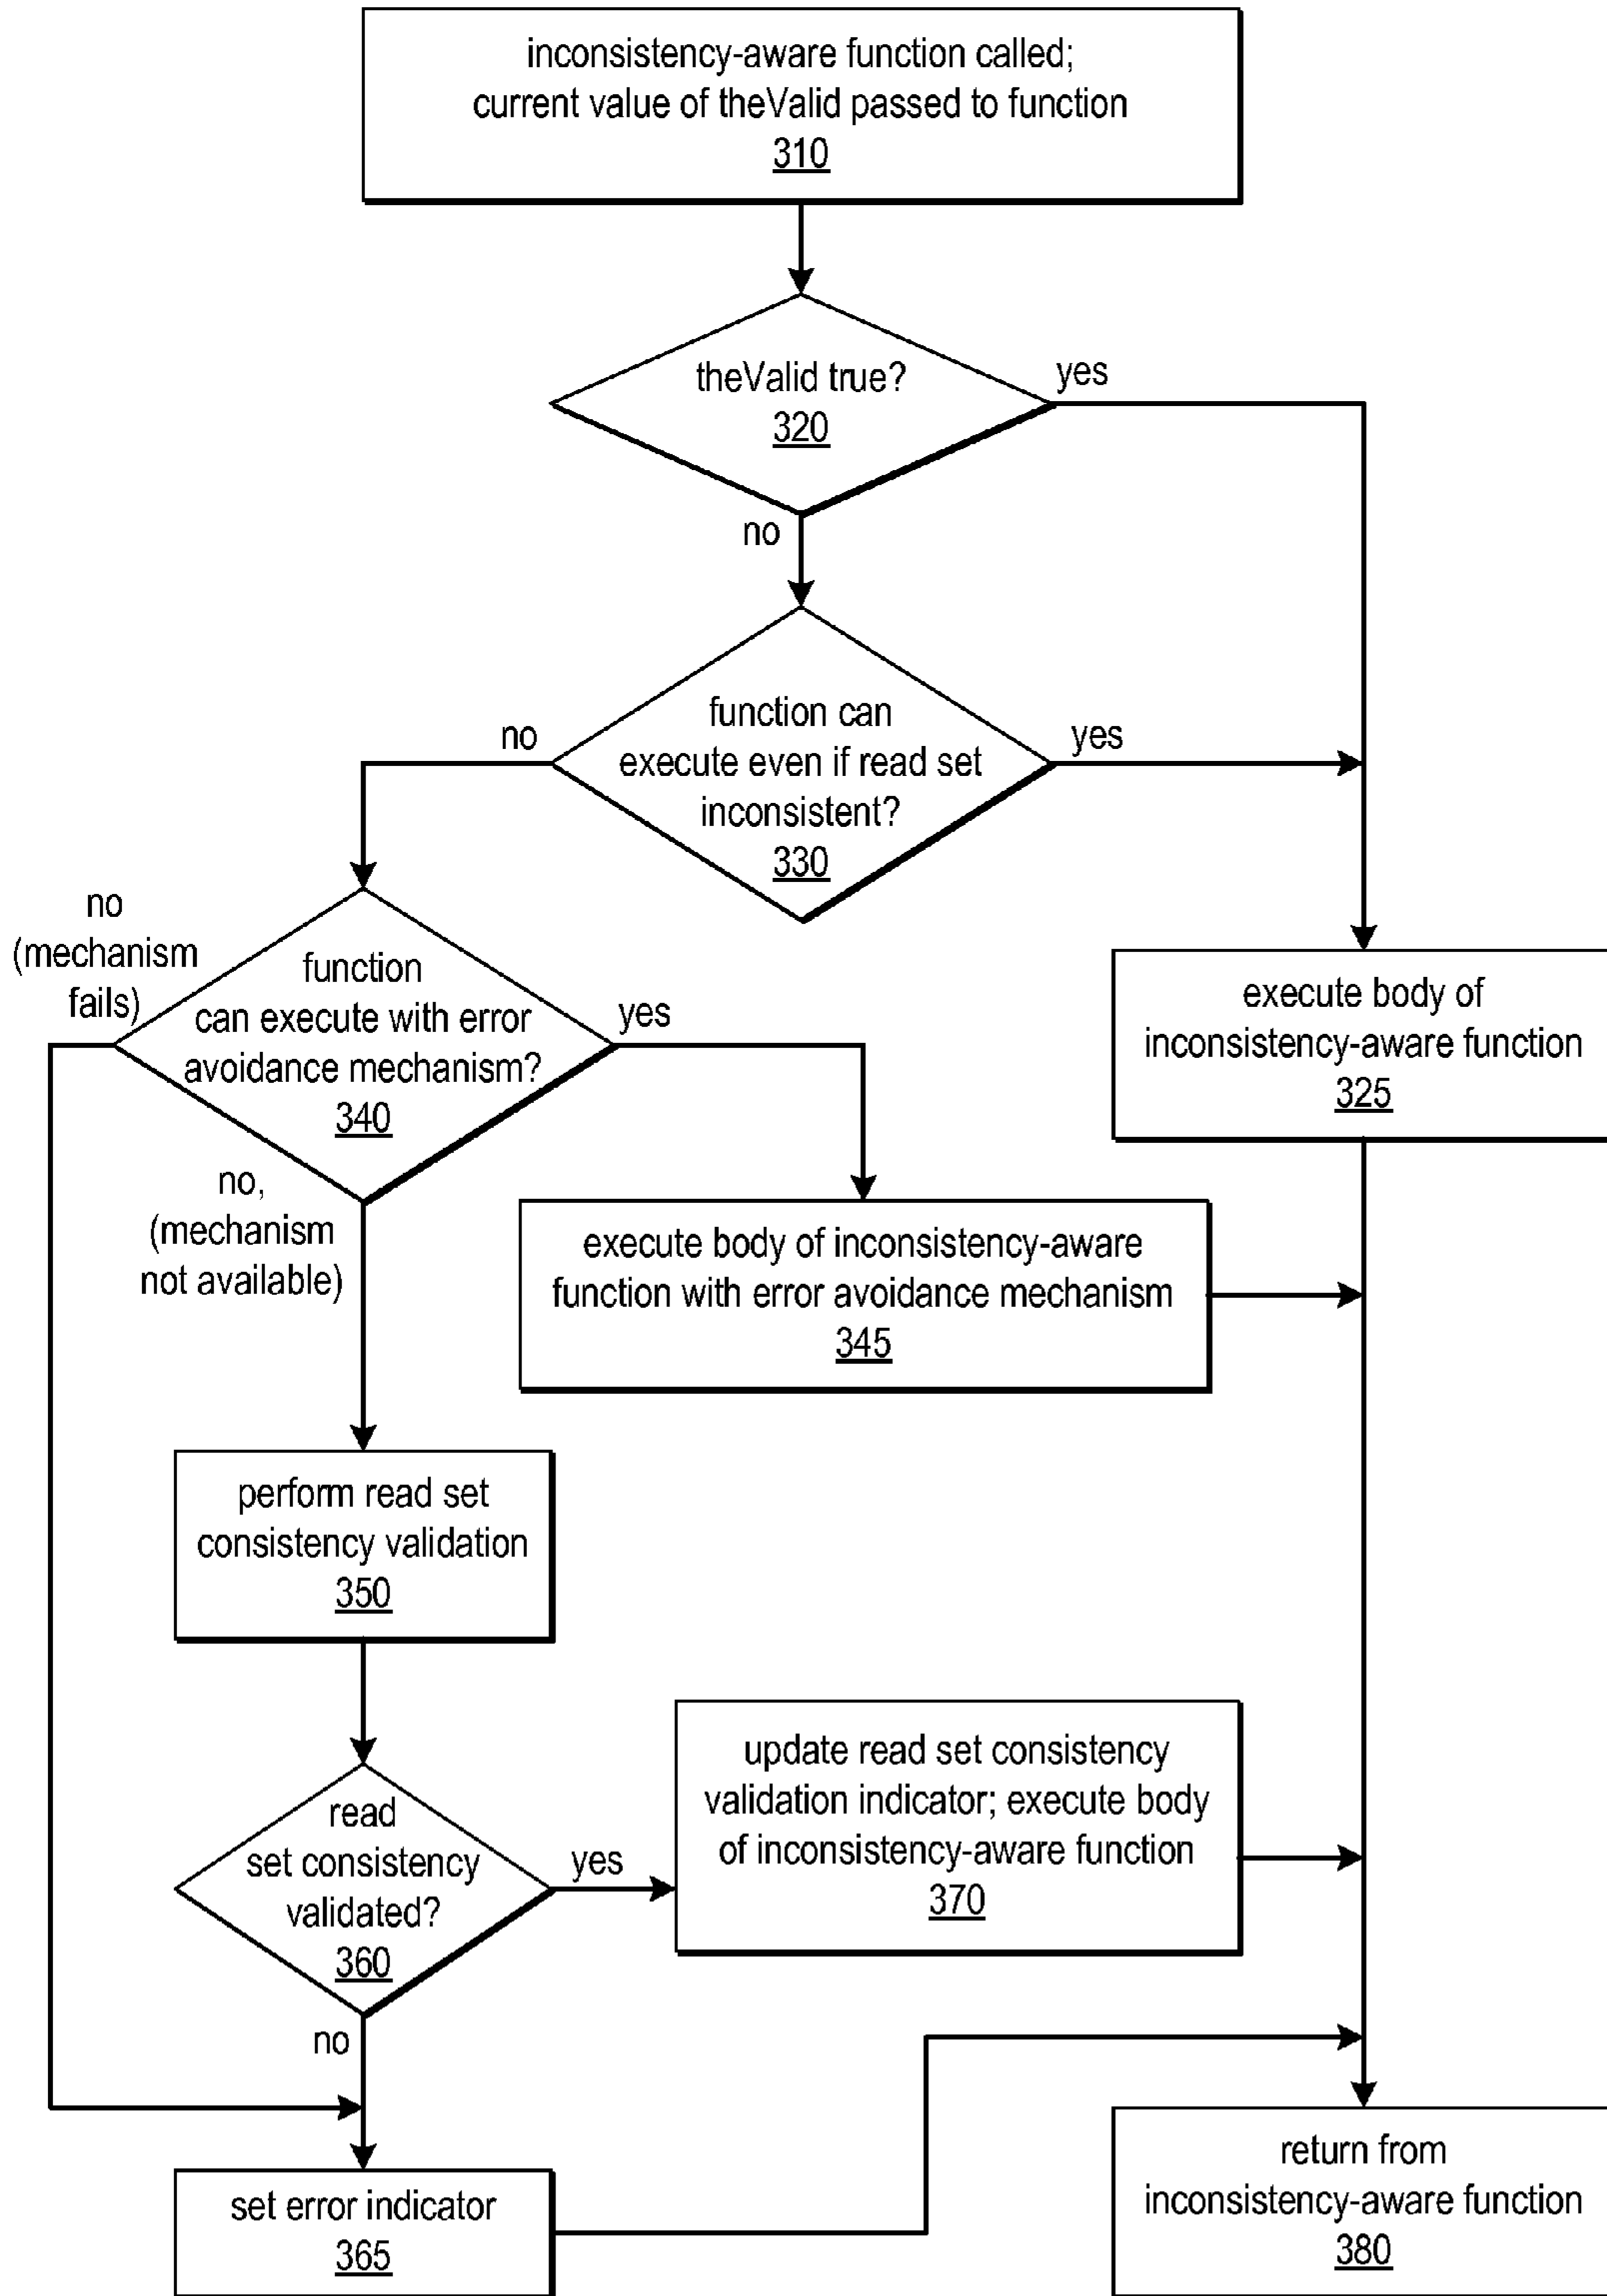 inconsistency-aware function called;
current value of theValid passed to function
310
theValid true?
320
yes
no
function can
execute even if read set
inconsistent?
330
no
yes
no
(mechanism
fails)
function
can execute with error
avoidance mechanism?
340
yes
no,
(mechanism
not available)
execute body of
inconsistency-aware function
325
execute body of inconsistency-aware
function with error avoidance mechanism
345
perform read set
consistency validation
350
read
set consistency
validated?
360
yes
no
update read set consistency
validation indicator; execute body
of inconsistency-aware function
370
set error indicator
365
return from
inconsistency-aware function
380